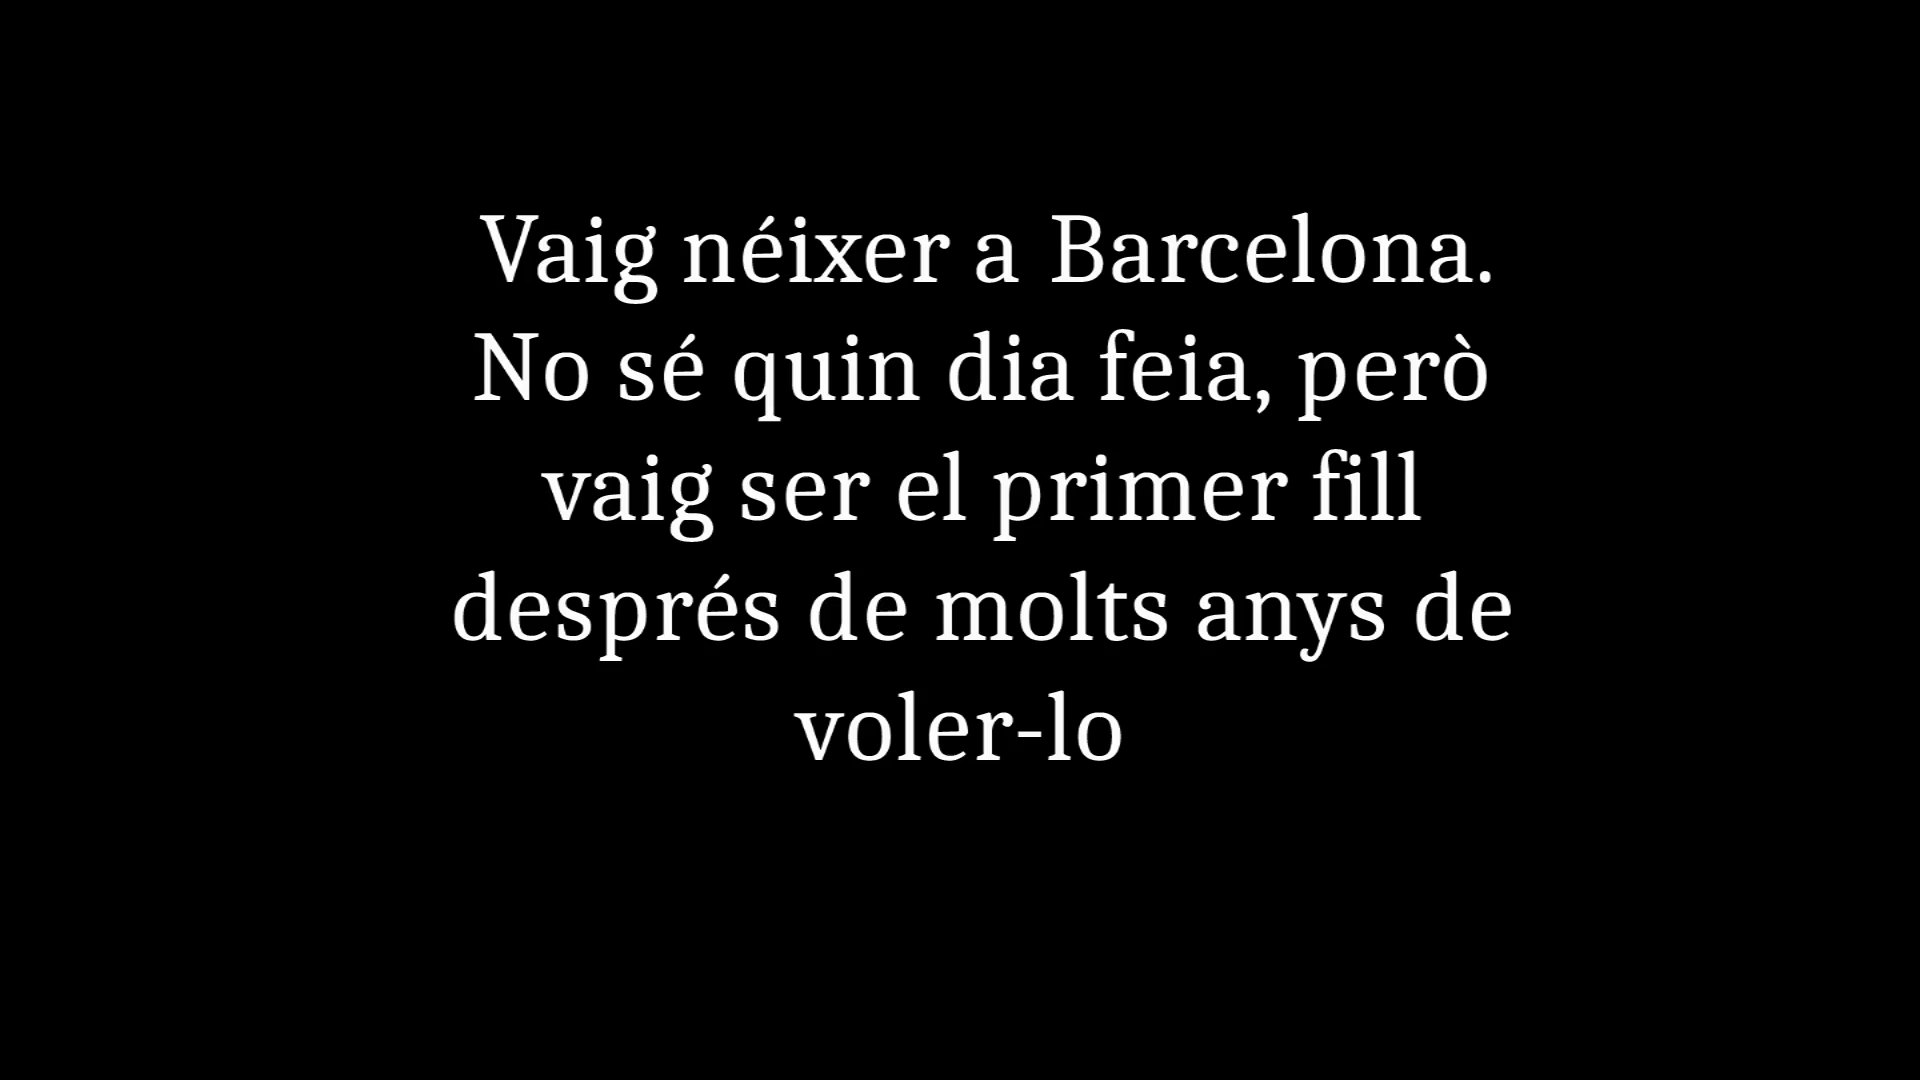 Vaig néixer a Barcelona.
No sé quin dia feia, però
vaig ser el primer fill
després de molts anys de
voler-lo